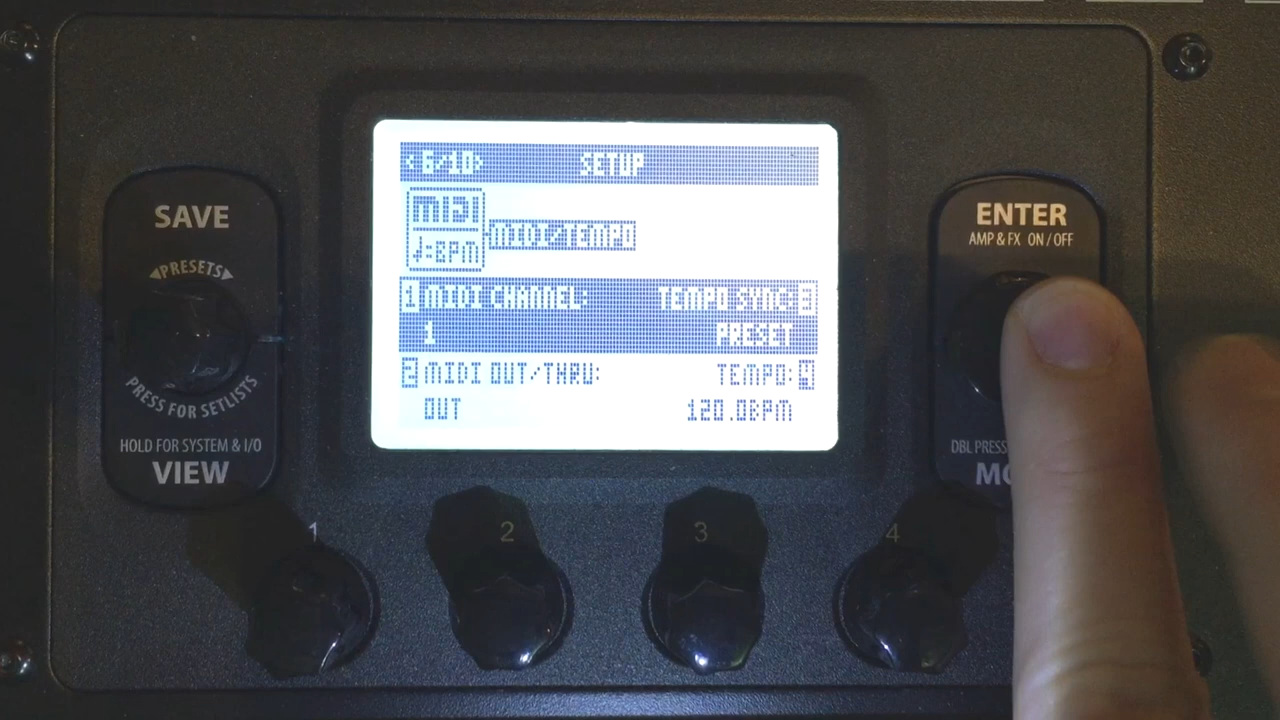 <6/10> SETUP
MIDI
♩=BPM
MIDI/TEMPO
1 MIDI CHANNEL: TEMPO SYNC: 3
1 PRESET
2 MIDI OUT/THRU: TEMPO: 4
OUT 120.0BPM
SAVE
◀PRESETS▶
PRESS FOR SETLISTS
HOLD FOR SYSTEM & I/O
VIEW
ENTER
AMP & FX ON / OFF
DBL PRESS
1 2 3 4